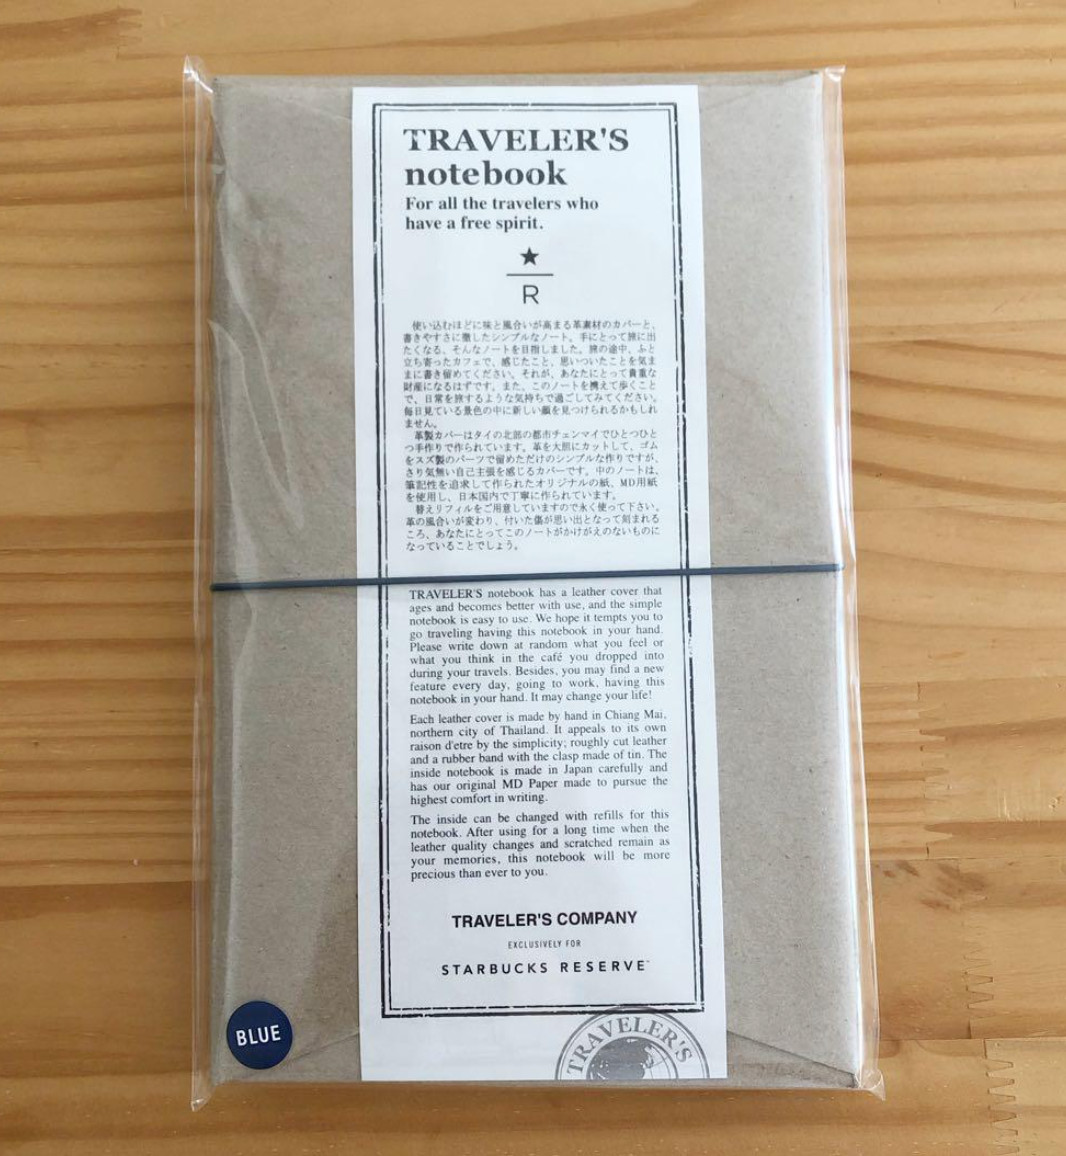 TRAVELER'S
notebook
For all the travelers who
have a free spirit.
★
R
使い込むほどに味と風合いが高まる革素材のカバーと、
書きやすさに徹したシンプルなノート。手にとって旅に出
たくなる、そんなノートを目指しました。旅の途中、ふと
立ち寄ったカフェで、感じたこと、思いついたことを気ま
まに書き留めてください。それが、あなたにとって貴重な
財産になるはずです。また、このノートを携えて歩くこと
で、日常を旅するような気持ちで過ごしてみてください。
毎日見ている景色の中に新しい顔を見つけられるかもしれ
ません。
革製カバーはタイの北部の都市チェンマイでひとつひと
つ手作りで作られています。革を大胆にカットして、ゴム
をスズ製のパーツで留めただけのシンプルな作りですが、
さり気無い自己主張を感じるカバーです。中のノートは、
筆記性を追求して作られたオリジナルの紙、MD用紙
を使用し、日本国内で丁寧に作られています。
替えリフィルをご用意していますので永く使って下さい。
革の風合いが変わり、付いた傷が思い出となって刻まれる
ころ、あなたにとってこのノートがかけがえのないものに
なっていることでしょう。
TRAVELER'S notebook has a leather cover that
ages and becomes better with use, and the simple
notebook is easy to use. We hope it tempts you to
go traveling having this notebook in your hand.
Please write down at random what you feel or
what you think in the café you dropped into
during your travels. Besides, you may find a new
feature every day, going to work, having this
notebook in your hand. It may change your life!
Each leather cover is made by hand in Chiang Mai,
northern city of Thailand. It appeals to its own
raison d'etre by the simplicity; roughly cut leather
and a rubber band with the clasp made of tin. The
inside notebook is made in Japan carefully and
has our original MD Paper made to pursue the
highest comfort in writing.
The inside can be changed with refills for this
notebook. After using for a long time when the
leather quality changes and scratched remain as
your memories, this notebook will be more
precious than ever to you.
TRAVELER'S COMPANY
EXCLUSIVELY FOR
STARBUCKS RESERVE™
BLUE
TRAVELER'S